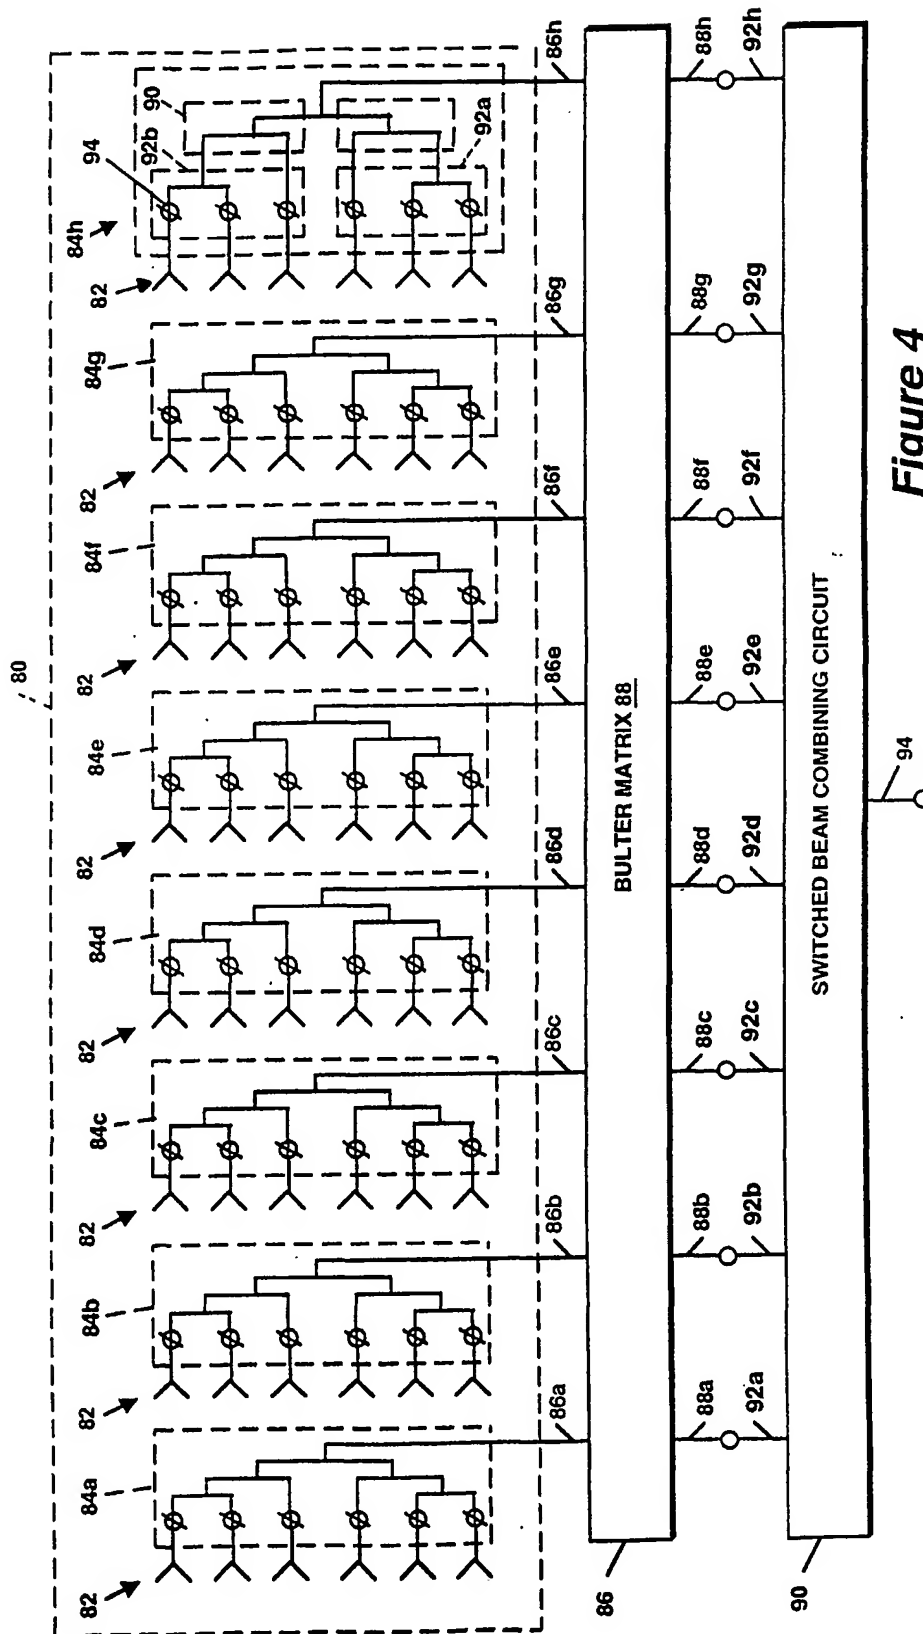 80
82 84a 82 84b 82 84c 82 84d 82 84e 82 84f 82 84g 82 84h 94
92b 90
92a
86a 86b 86c 86d 86e 86f 86g 86h
86 BULTER MATRIX 88
88a 88b 88c 88d 88e 88f 88g 88h
92a 92b 92c 92d 92e 92f 92g 92h
90 SWITCHED BEAM COMBINING CIRCUIT
94
Figure 4